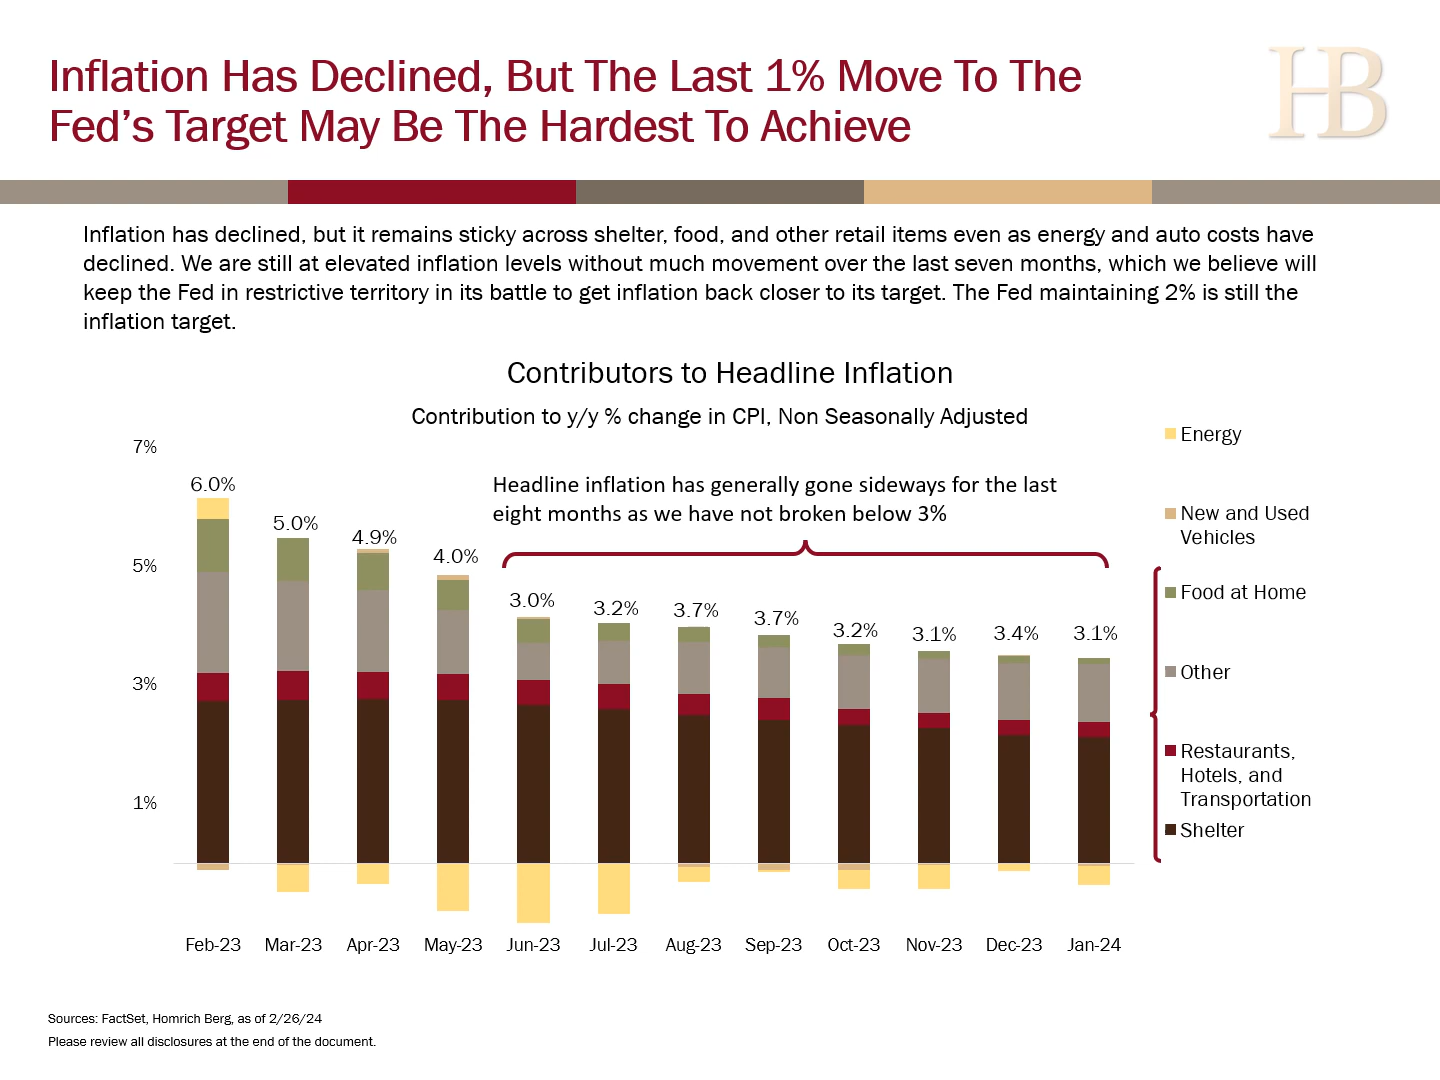 Inflation Has Declined, But The Last 1% Move To The
Fed's Target May Be The Hardest To Achieve
HB
Inflation has declined, but it remains sticky across shelter, food, and other retail items even as energy and auto costs have
declined. We are still at elevated inflation levels without much movement over the last seven months, which we believe will
keep the Fed in restrictive territory in its battle to get inflation back closer to its target. The Fed maintaining 2% is still the
inflation target.
Contributors to Headline Inflation
Contribution to y/y % change in CPI, Non Seasonally Adjusted
7%
5%
3%
1%
Headline inflation has generally gone sideways for the last
eight months as we have not broken below 3%
6.0%
5.0%
4.9%
4.0%
3.0%
3.2%
3.7%
3.7%
3.2%
3.1%
3.4%
3.1%
Feb-23
Mar-23
Apr-23
May-23
Jun-23
Jul-23
Aug-23
Sep-23
Oct-23
Nov-23
Dec-23
Jan-24
Energy
New and Used
Vehicles
Food at Home
Other
Restaurants,
Hotels, and
Transportation
Shelter
Sources: FactSet, Homrich Berg, as of 2/26/24
Please review all disclosures at the end of the document.